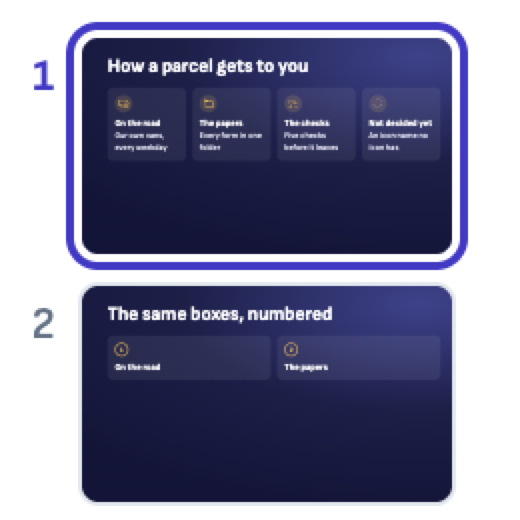 1
How a parcel gets to you
On the road
Our own vans,
every weekday
The papers
Every form in one
folder
The checks
Five checks
before it leaves
Not decided yet
An icon name no
icon has
2
The same boxes, numbered
1
On the road
2
The papers